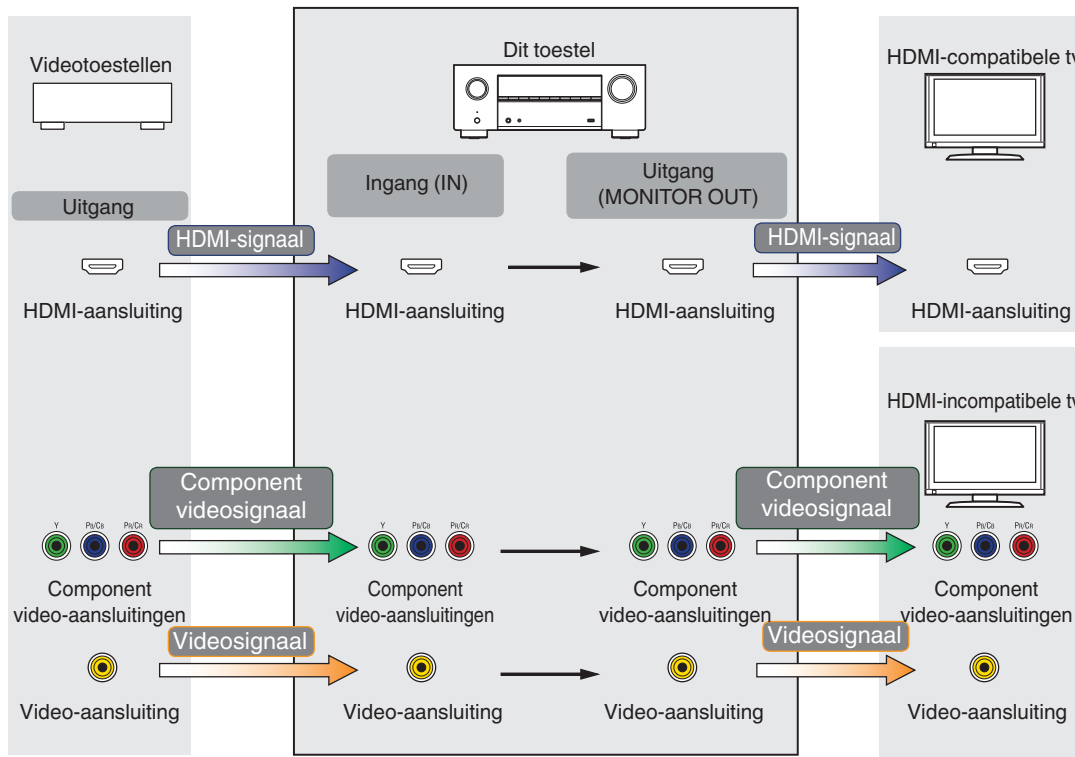 Videotoestellen
Dit toestel
HDMI-compatibele tv
Uitgang
Ingang (IN)
Uitgang
(MONITOR OUT)
HDMI-signaal
HDMI-signaal
HDMI-aansluiting
HDMI-aansluiting
HDMI-aansluiting
HDMI-aansluiting
HDMI-incompatibele tv
Component
videosignaal
Component
videosignaal
Y PB/CB PR/CR
Y PB/CB PR/CR
Y PB/CB PR/CR
Y PB/CB PR/CR
Component
video-aansluitingen
Component
video-aansluitingen
Component
video-aansluitingen
Component
video-aansluitingen
Videosignaal
Videosignaal
Video-aansluiting
Video-aansluiting
Video-aansluiting
Video-aansluiting